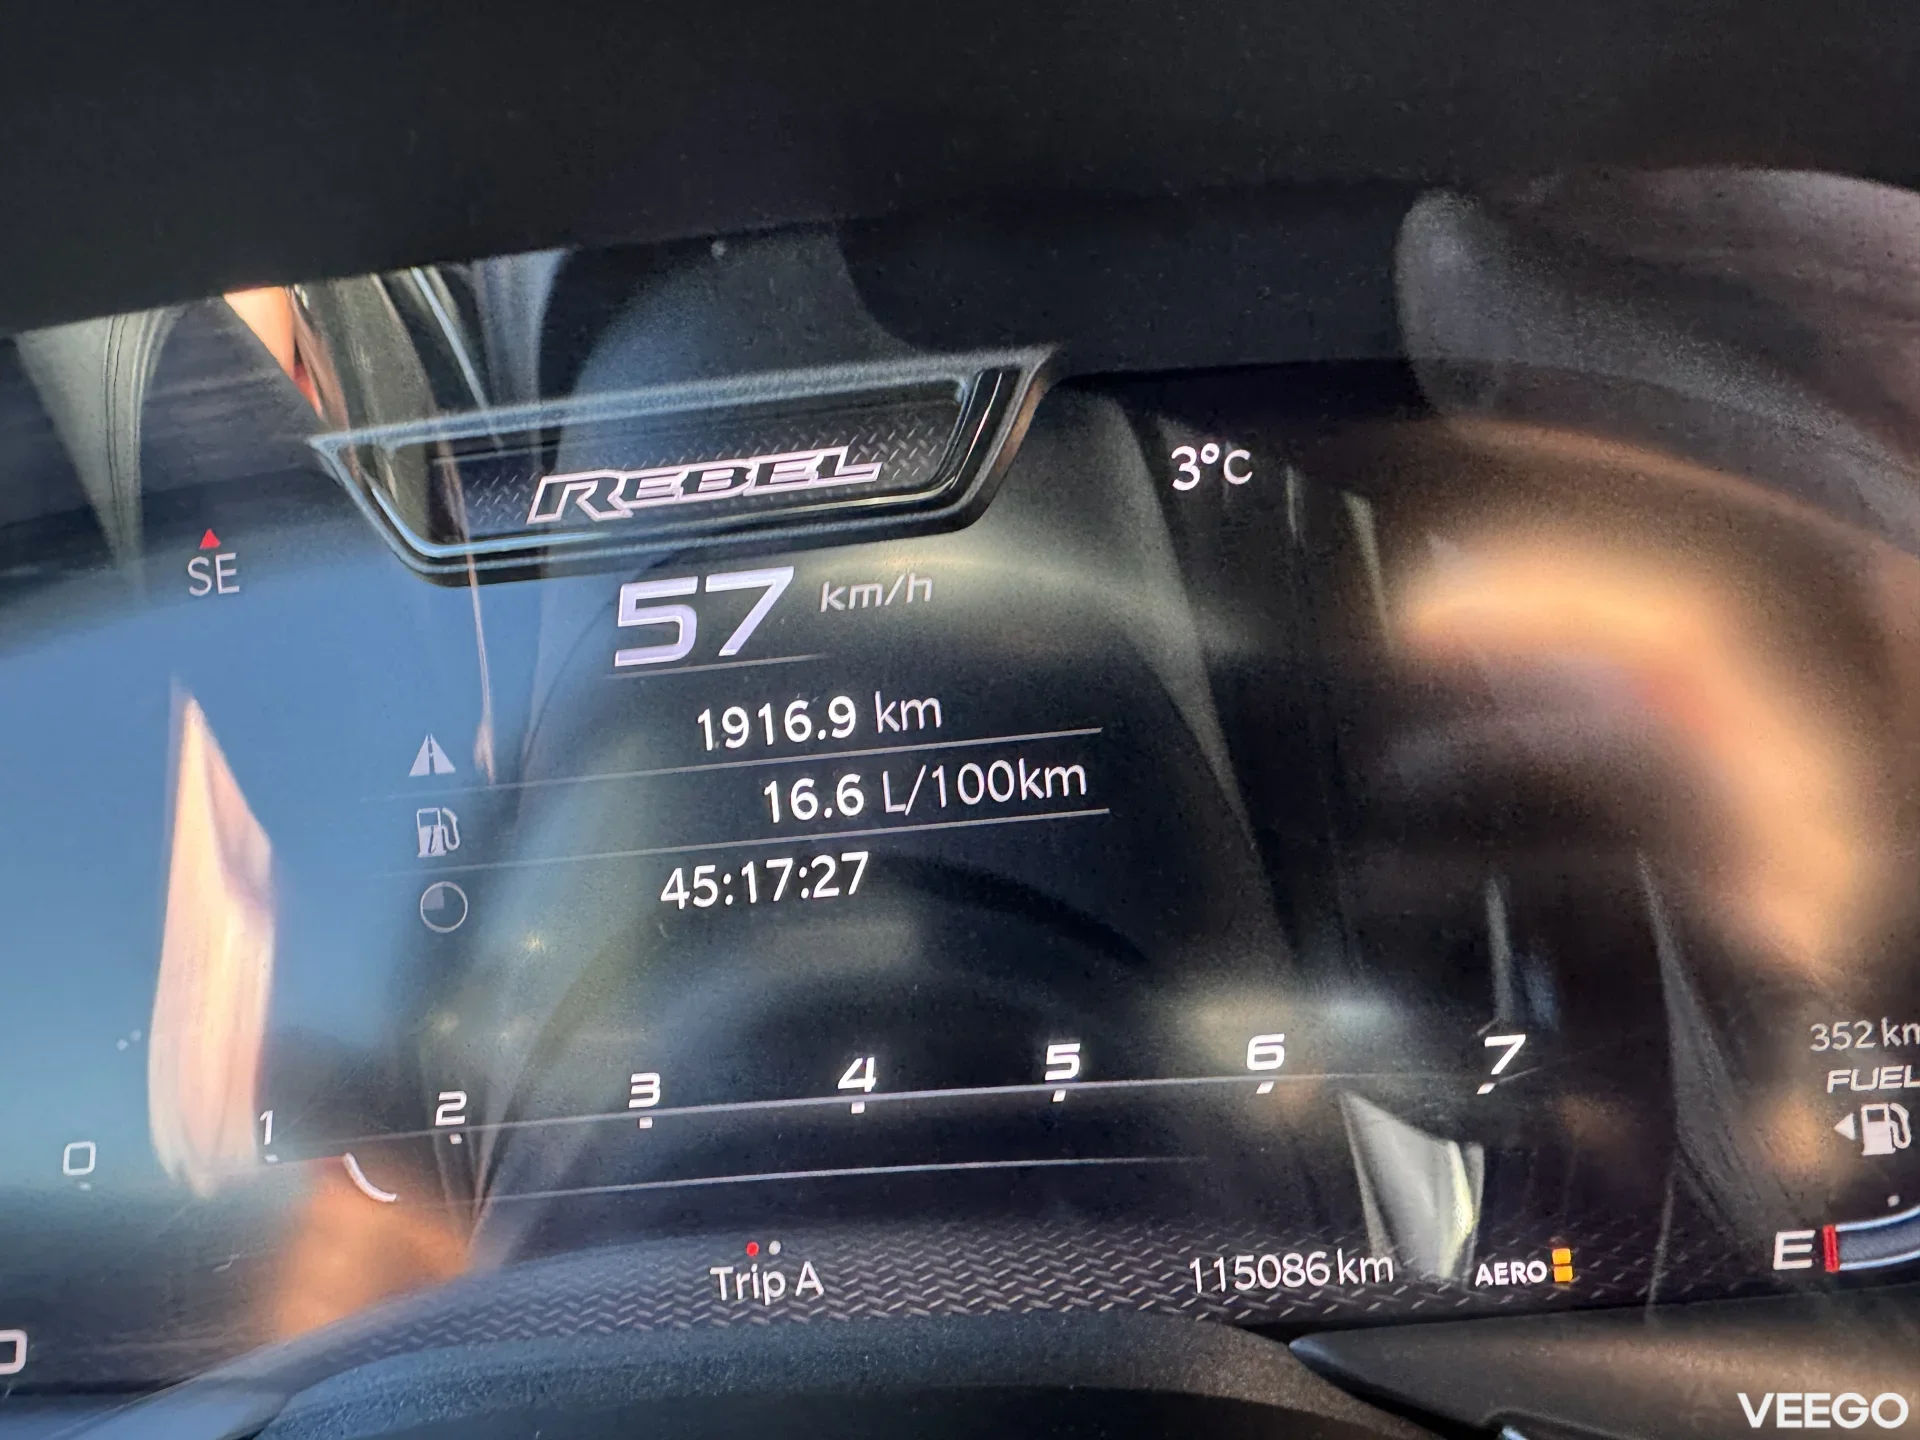 REBEL
3°C
SE
57 km/h
1916.9 km
16.6 L/100km
45:17:27
0 1 2 3 4 5 6 7
352 km
FUEL
E
Trip A
115086 km
AERO
VEEGO